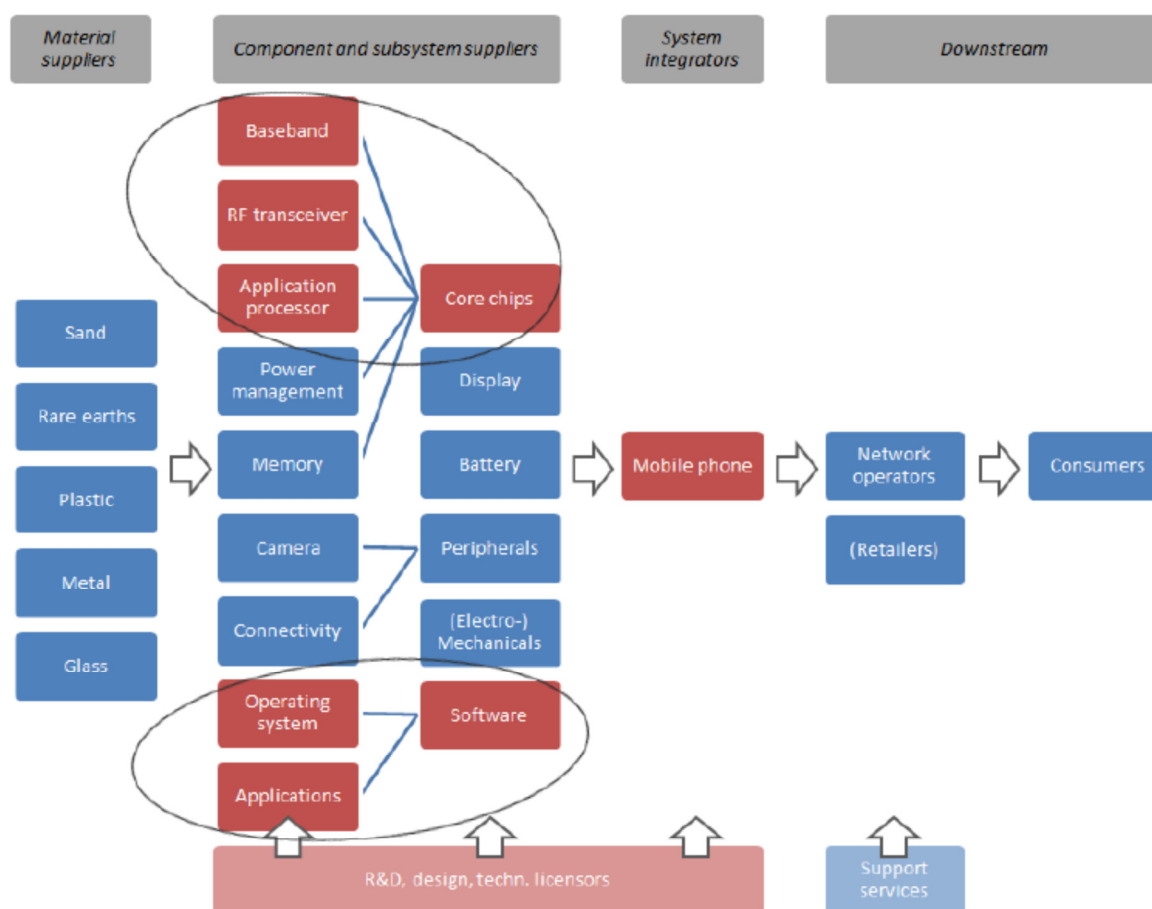 Material
suppliers
Component and subsystem suppliers
System
integrators
Downstream
Baseband
RF transceiver
Application
processor
Core chips
Sand
Power
management
Display
Rare earths
Memory
Battery
Mobile phone
Network
operators
Consumers
Plastic
Camera
Peripherals
(Retailers)
Metal
Connectivity
(Electro-)
Mechanicals
Glass
Operating
system
Software
Applications
R&D, design, techn. licensors
Support
services